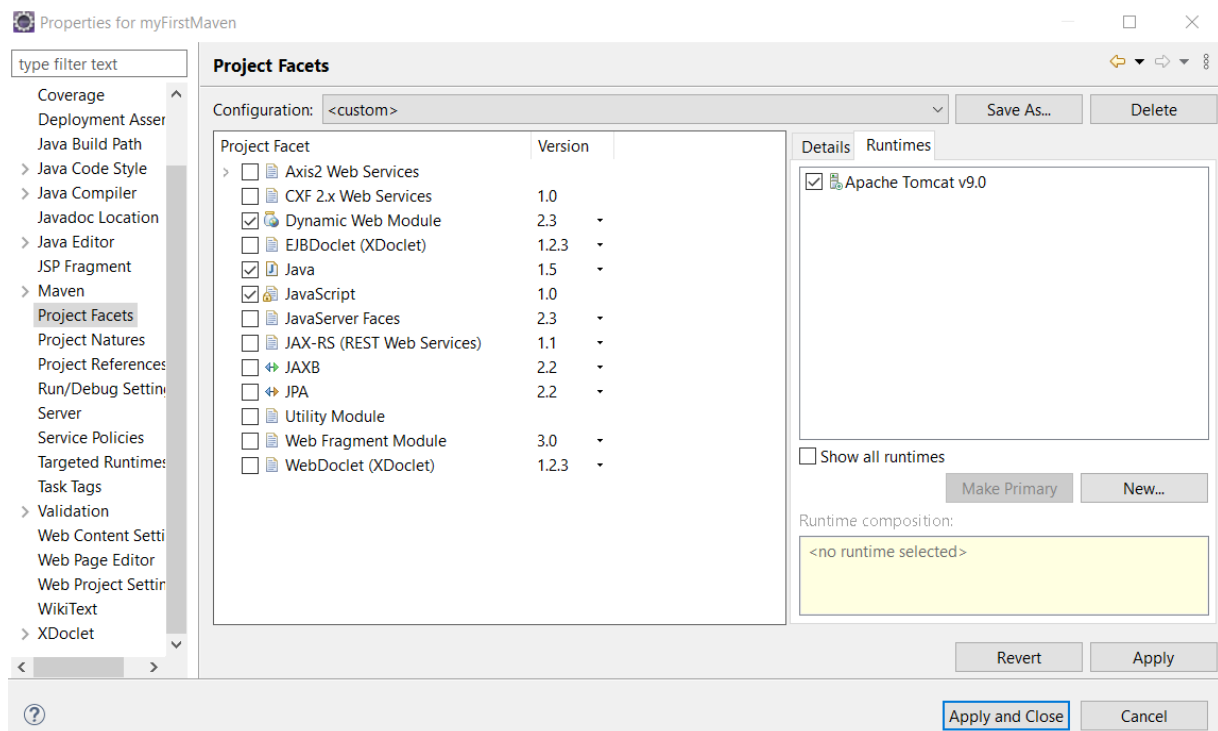 Properties for myFirstMaven
type filter text
Coverage
Deployment Asser
Java Build Path
Java Code Style
Java Compiler
Javadoc Location
Java Editor
JSP Fragment
Maven
Project Facets
Project Natures
Project References
Run/Debug Settin
Server
Service Policies
Targeted Runtimes
Task Tags
Validation
Web Content Setti
Web Page Editor
Web Project Settin
WikiText
XDoclet
Project Facets
Configuration: <custom> Save As... Delete
Project Facet Version
Axis2 Web Services
CXF 2.x Web Services 1.0
Dynamic Web Module 2.3
EJBDoclet (XDoclet) 1.2.3
Java 1.5
JavaScript 1.0
JavaServer Faces 2.3
JAX-RS (REST Web Services) 1.1
JAXB 2.2
JPA 2.2
Utility Module
Web Fragment Module 3.0
WebDoclet (XDoclet) 1.2.3
Details Runtimes
Apache Tomcat v9.0
Show all runtimes
Make Primary New...
Runtime composition:
<no runtime selected>
Revert Apply
? Apply and Close Cancel